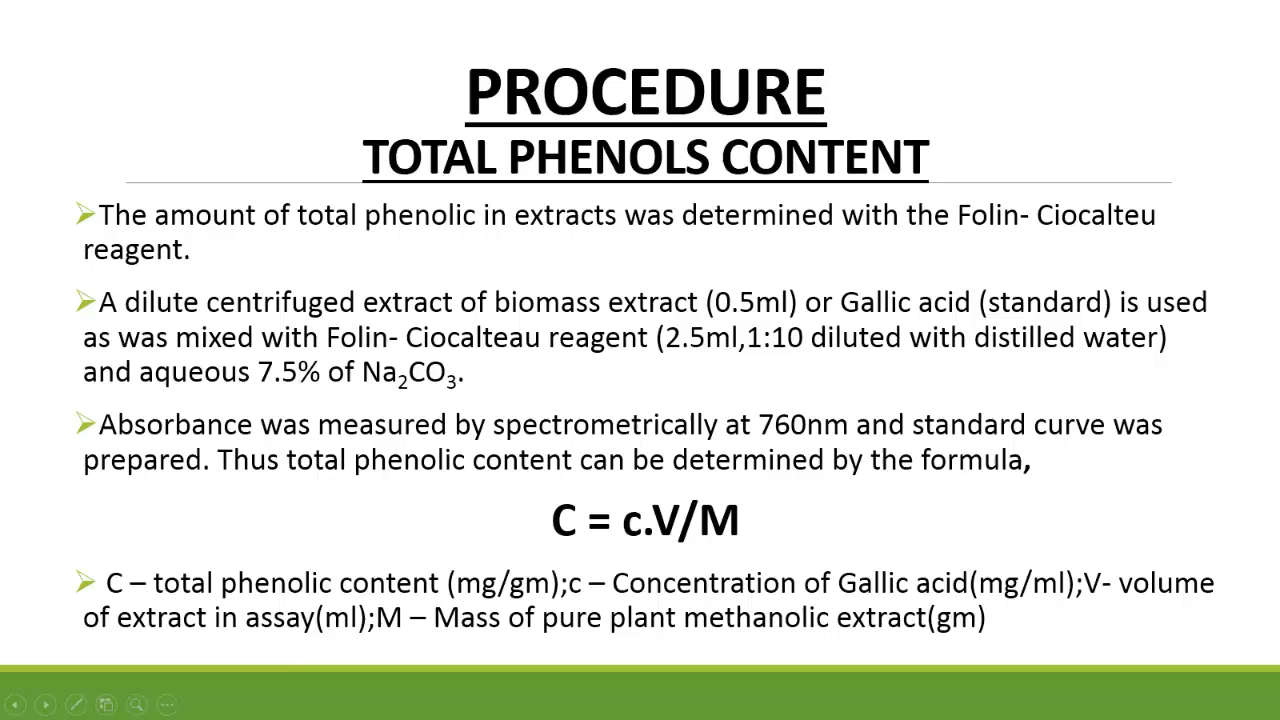 PROCEDURE
TOTAL PHENOLS CONTENT
The amount of total phenolic in extracts was determined with the Folin- Ciocalteu
reagent.
A dilute centrifuged extract of biomass extract (0.5ml) or Gallic acid (standard) is used
as was mixed with Folin- Ciocalteau reagent (2.5ml,1:10 diluted with distilled water)
and aqueous 7.5% of Na₂CO₃.
Absorbance was measured by spectrometrically at 760nm and standard curve was
prepared. Thus total phenolic content can be determined by the formula,
C = c.V/M
C – total phenolic content (mg/gm);c – Concentration of Gallic acid(mg/ml);V- volume
of extract in assay(ml);M – Mass of pure plant methanolic extract(gm)